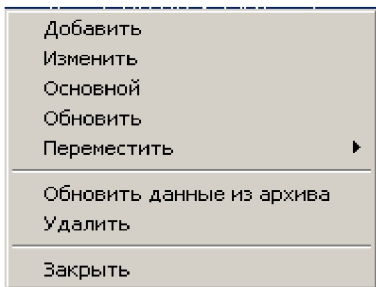 Добавить
Изменить
Основной
Обновить
Переместить
Обновить данные из архива
Удалить
Закрыть